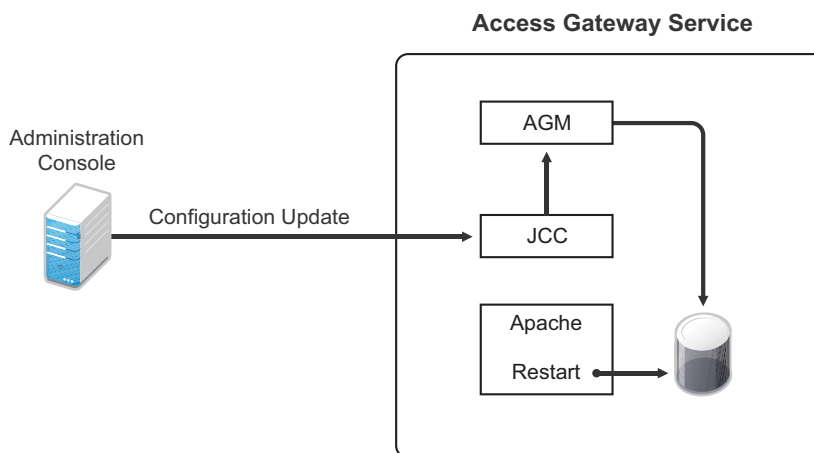 Access Gateway Service
AGM
Administration
Console
Configuration Update
JCC
Apache
Restart